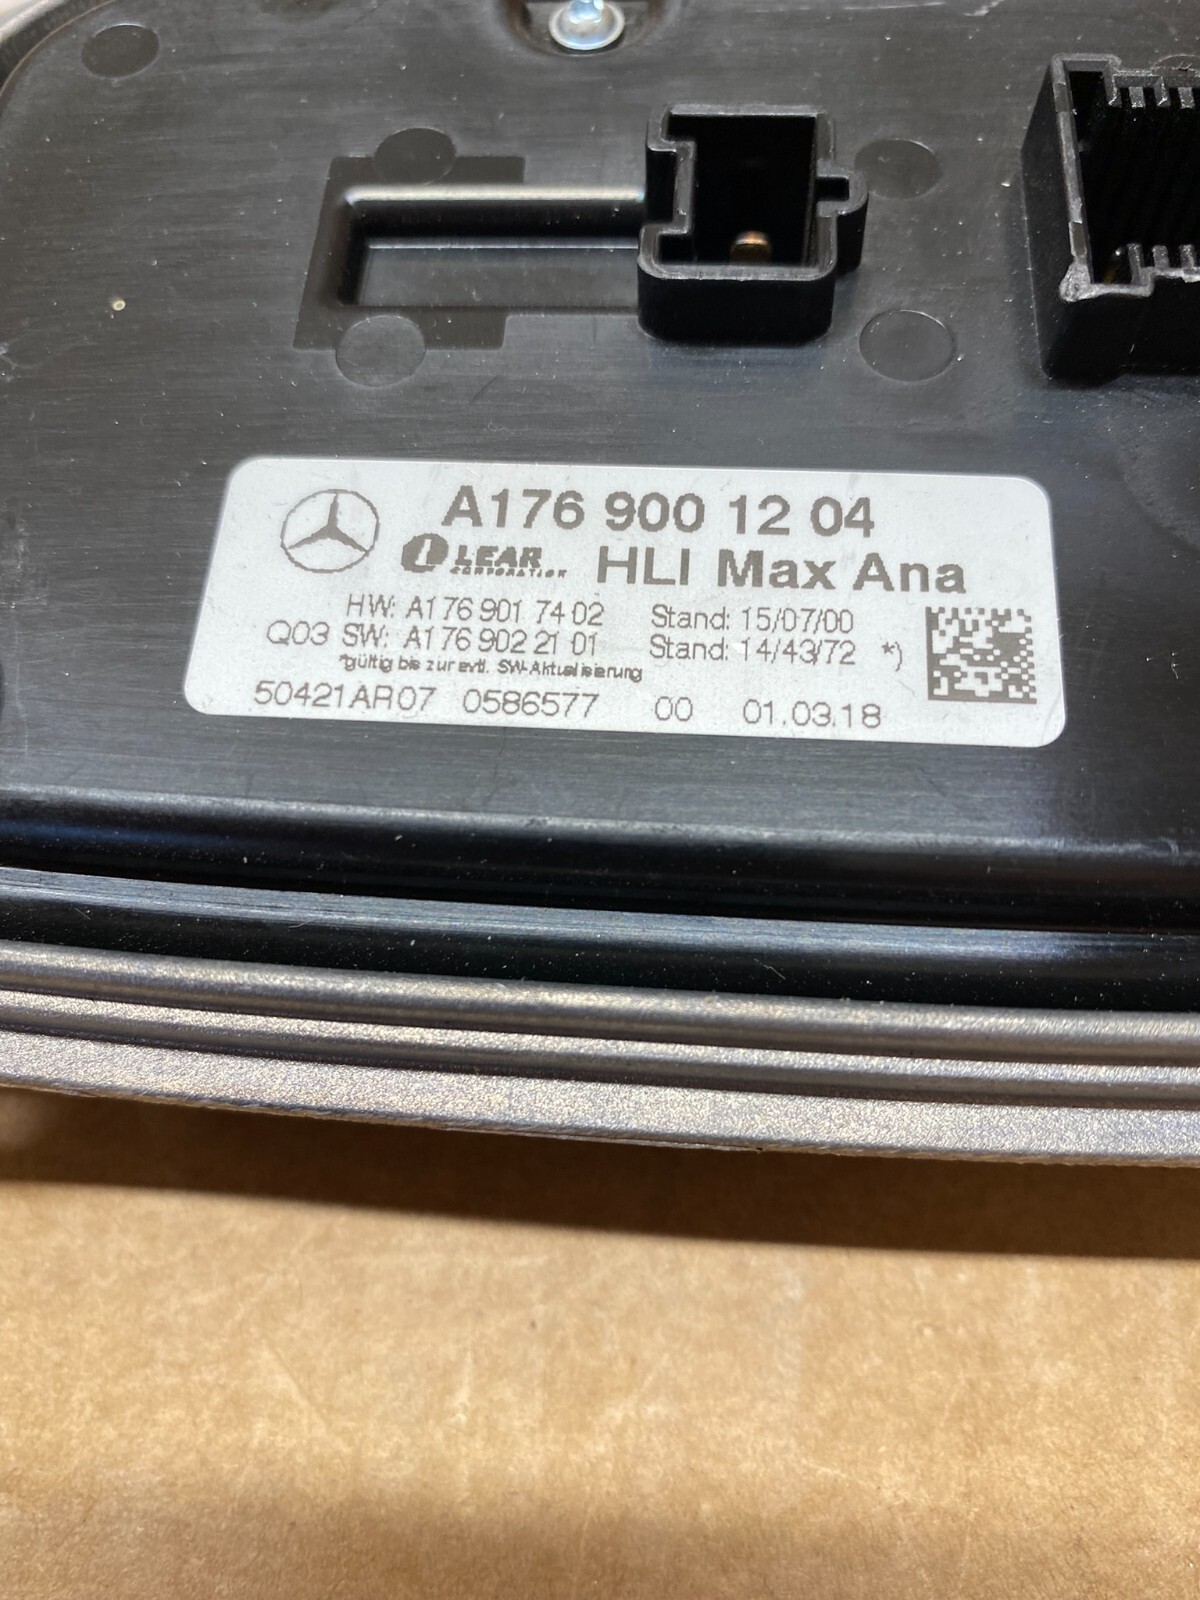 A176 900 12 04
LEAR CORPORATION HLI Max Ana
HW: A176 901 74 02 Stand: 15/07/00
Q03 SW: A176 902 21 01 Stand: 14/43/72 *)
*gültig bis zur evtl. SW-Aktualisierung
50421AR07 0586577 00 01.03.18